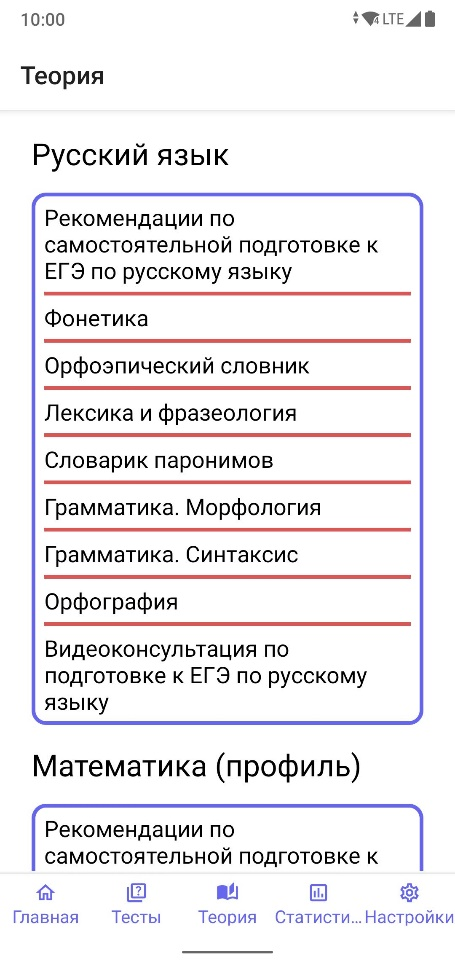 10:00
LTE
Теория
Русский язык
Рекомендации по
самостоятельной подготовке к
ЕГЭ по русскому языку
Фонетика
Орфоэпический словник
Лексика и фразеология
Словарик паронимов
Грамматика. Морфология
Грамматика. Синтаксис
Орфография
Видеоконсультация по
подготовке к ЕГЭ по русскому
языку
Математика (профиль)
Рекомендации по
самостоятельной подготовке к
Главная
Тесты
Теория
Статисти...
Настройки